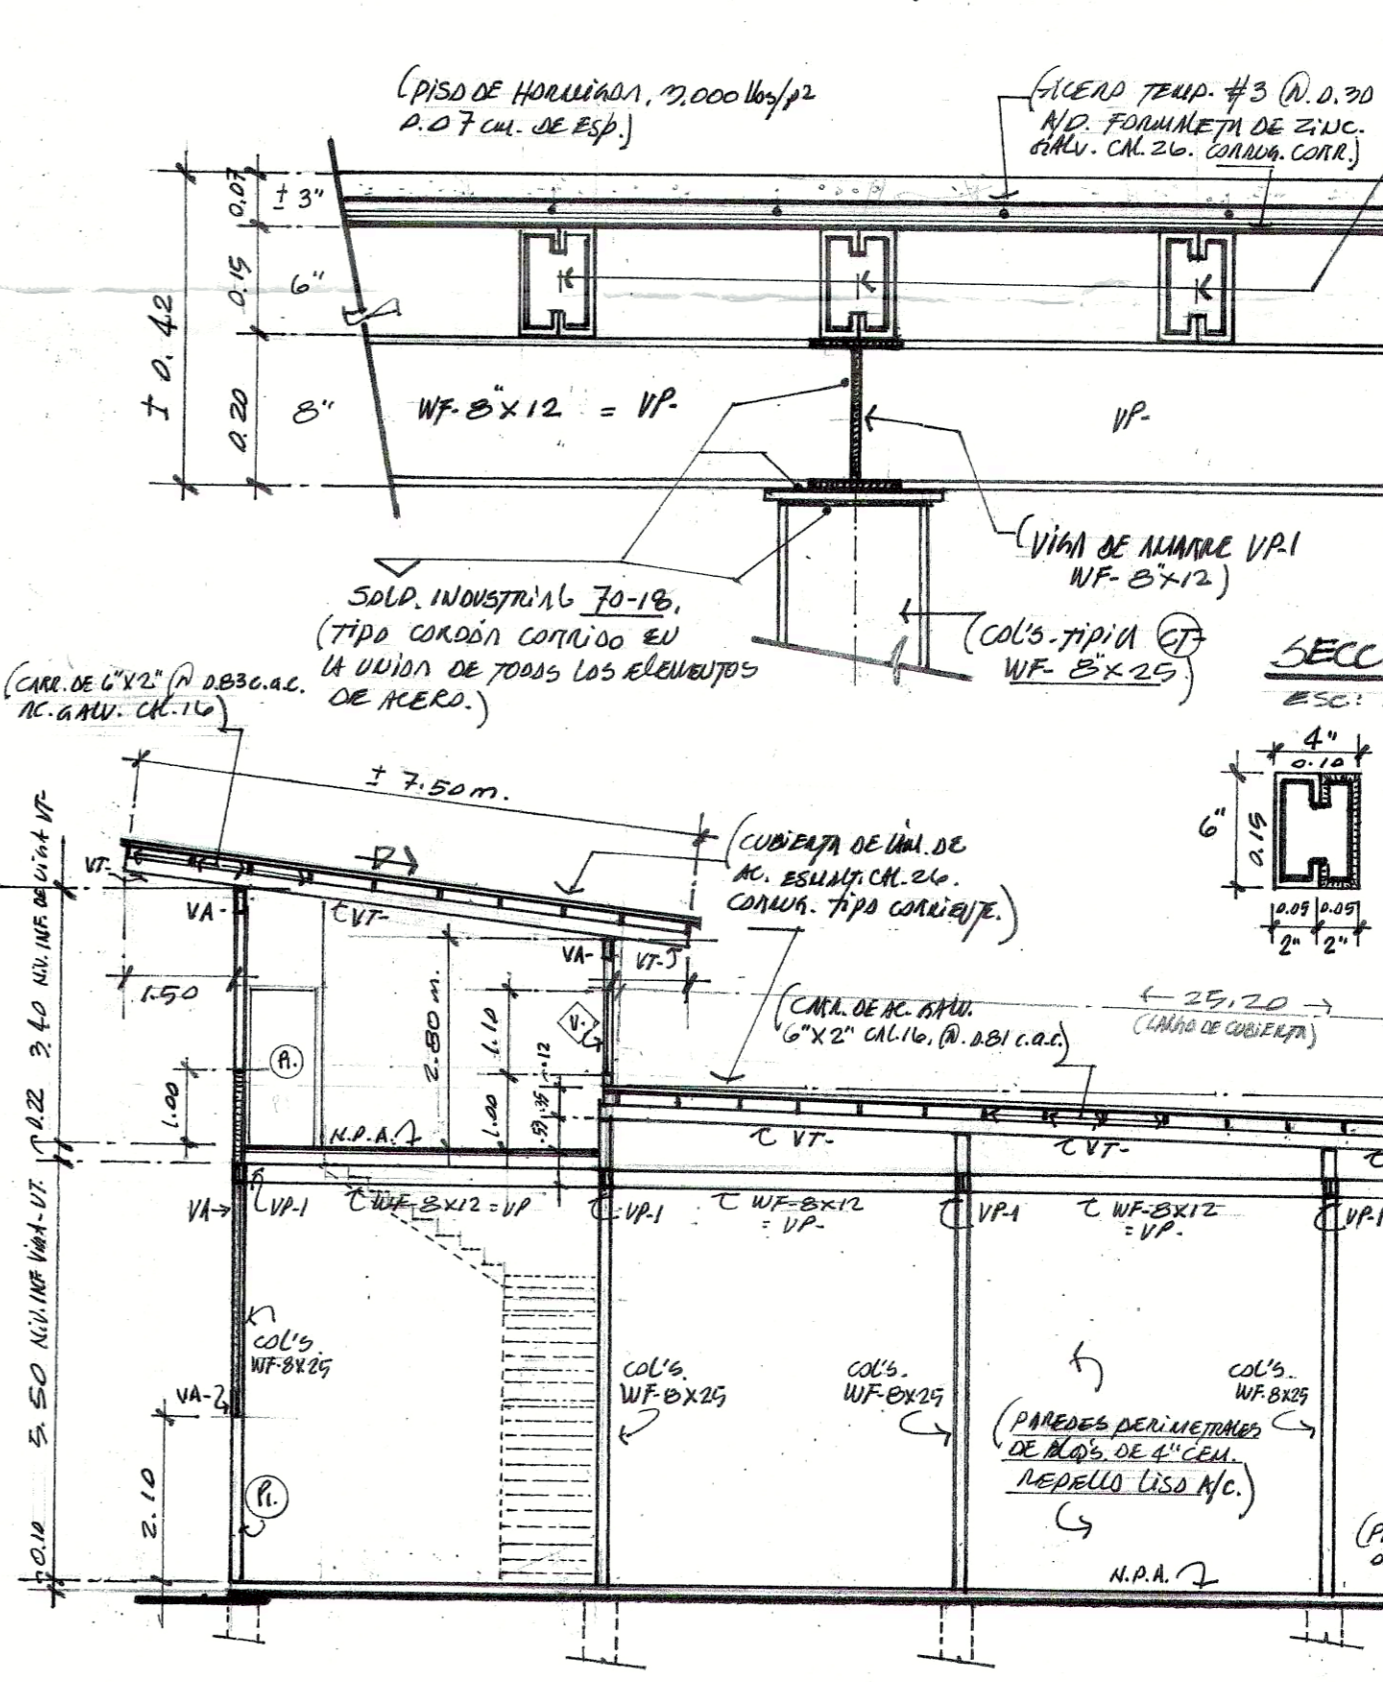 (PISO DE HORMIGON, 3.000 lbs/p2
D.07 cm. DE ESP.)
(ACERO TEMP. #3 @.0.30
A/D. FORMALETA DE ZINC.
GALV. CAL.26. CORRUG. CORR.)
± 0.42
0.07
± 3"
0.15
6"
0.20
8"
WF-8"X12 = VP-
VP-
(VIGA DE AMARRE VP-1
WF-8"X12)
(COL'S.-TIPICA CT-
WF-8"X25)
SOLD. INDUSTRIAL 70-18.
(TIPO CORDÓN CORRIDO EN
LA UNIÓN DE TODOS LOS ELEMENTOS
DE ACERO.)
SECC
ESC:
4"
0.10
6"
0.15
0.05 0.05
2" 2"
(CARR. DE 6"X2" @ 0.83 c.a.c.
AC. GALV. CAL.16)
± 7.50m.
(CUBIERTA DE LÁM. DE
AC. ESMALT. CAL.26.
CORRUG. TIPO CORRIENTE.)
VT-
VA-
VT-
VA-
VT-
1.50
2.80 m.
1.10
1.00
.12
.35
V.
P.
1.00
N.P.A.
(CARR. DE AC. GALV.
6"X2" CAL.16, @. 0.81 c.a.c.)
25.20
(LARGO DE CUBIERTA)
VT-
VT-
3.40 NIV. INF. DE VIGA VT-
0.22
5.50 NIV. INF VIGA-VT.
0.10
VA-
VP-1
WF-8X12=VP
VP-1
WF-8X12
=VP-
VP-1
WF-8X12
=VP.
VP-1
COL'S.
WF-8X25
COL'S.
WF-8X25
COL'S.
WF-8X25
COL'S.
WF-8X25
VA-2
2.10
P1.
(PAREDES PERIMETRALES
DE BLOQS. DE 4" CEM.
REPELLO LISO A/C.)
N.P.A.